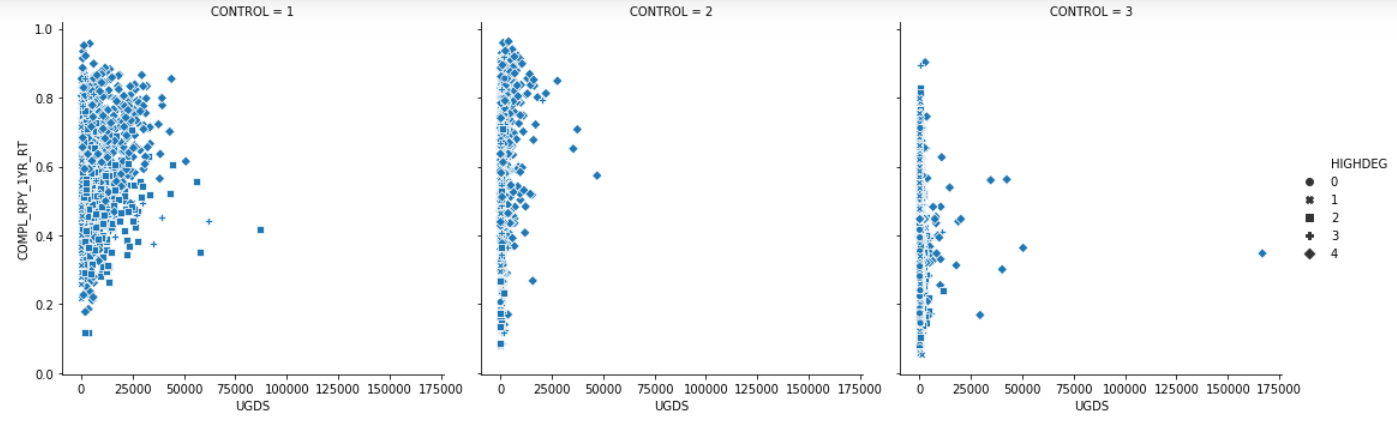 CONTROL = 1
CONTROL = 2
CONTROL = 3
COMPL_RPY_1YR_RT
1.0
0.8
0.6
0.4
0.2
0.0
0 25000 50000 75000 100000 125000 150000 175000
0 25000 50000 75000 100000 125000 150000 175000
0 25000 50000 75000 100000 125000 150000 175000
UGDS
UGDS
UGDS
HIGHDEG
0
1
2
3
4